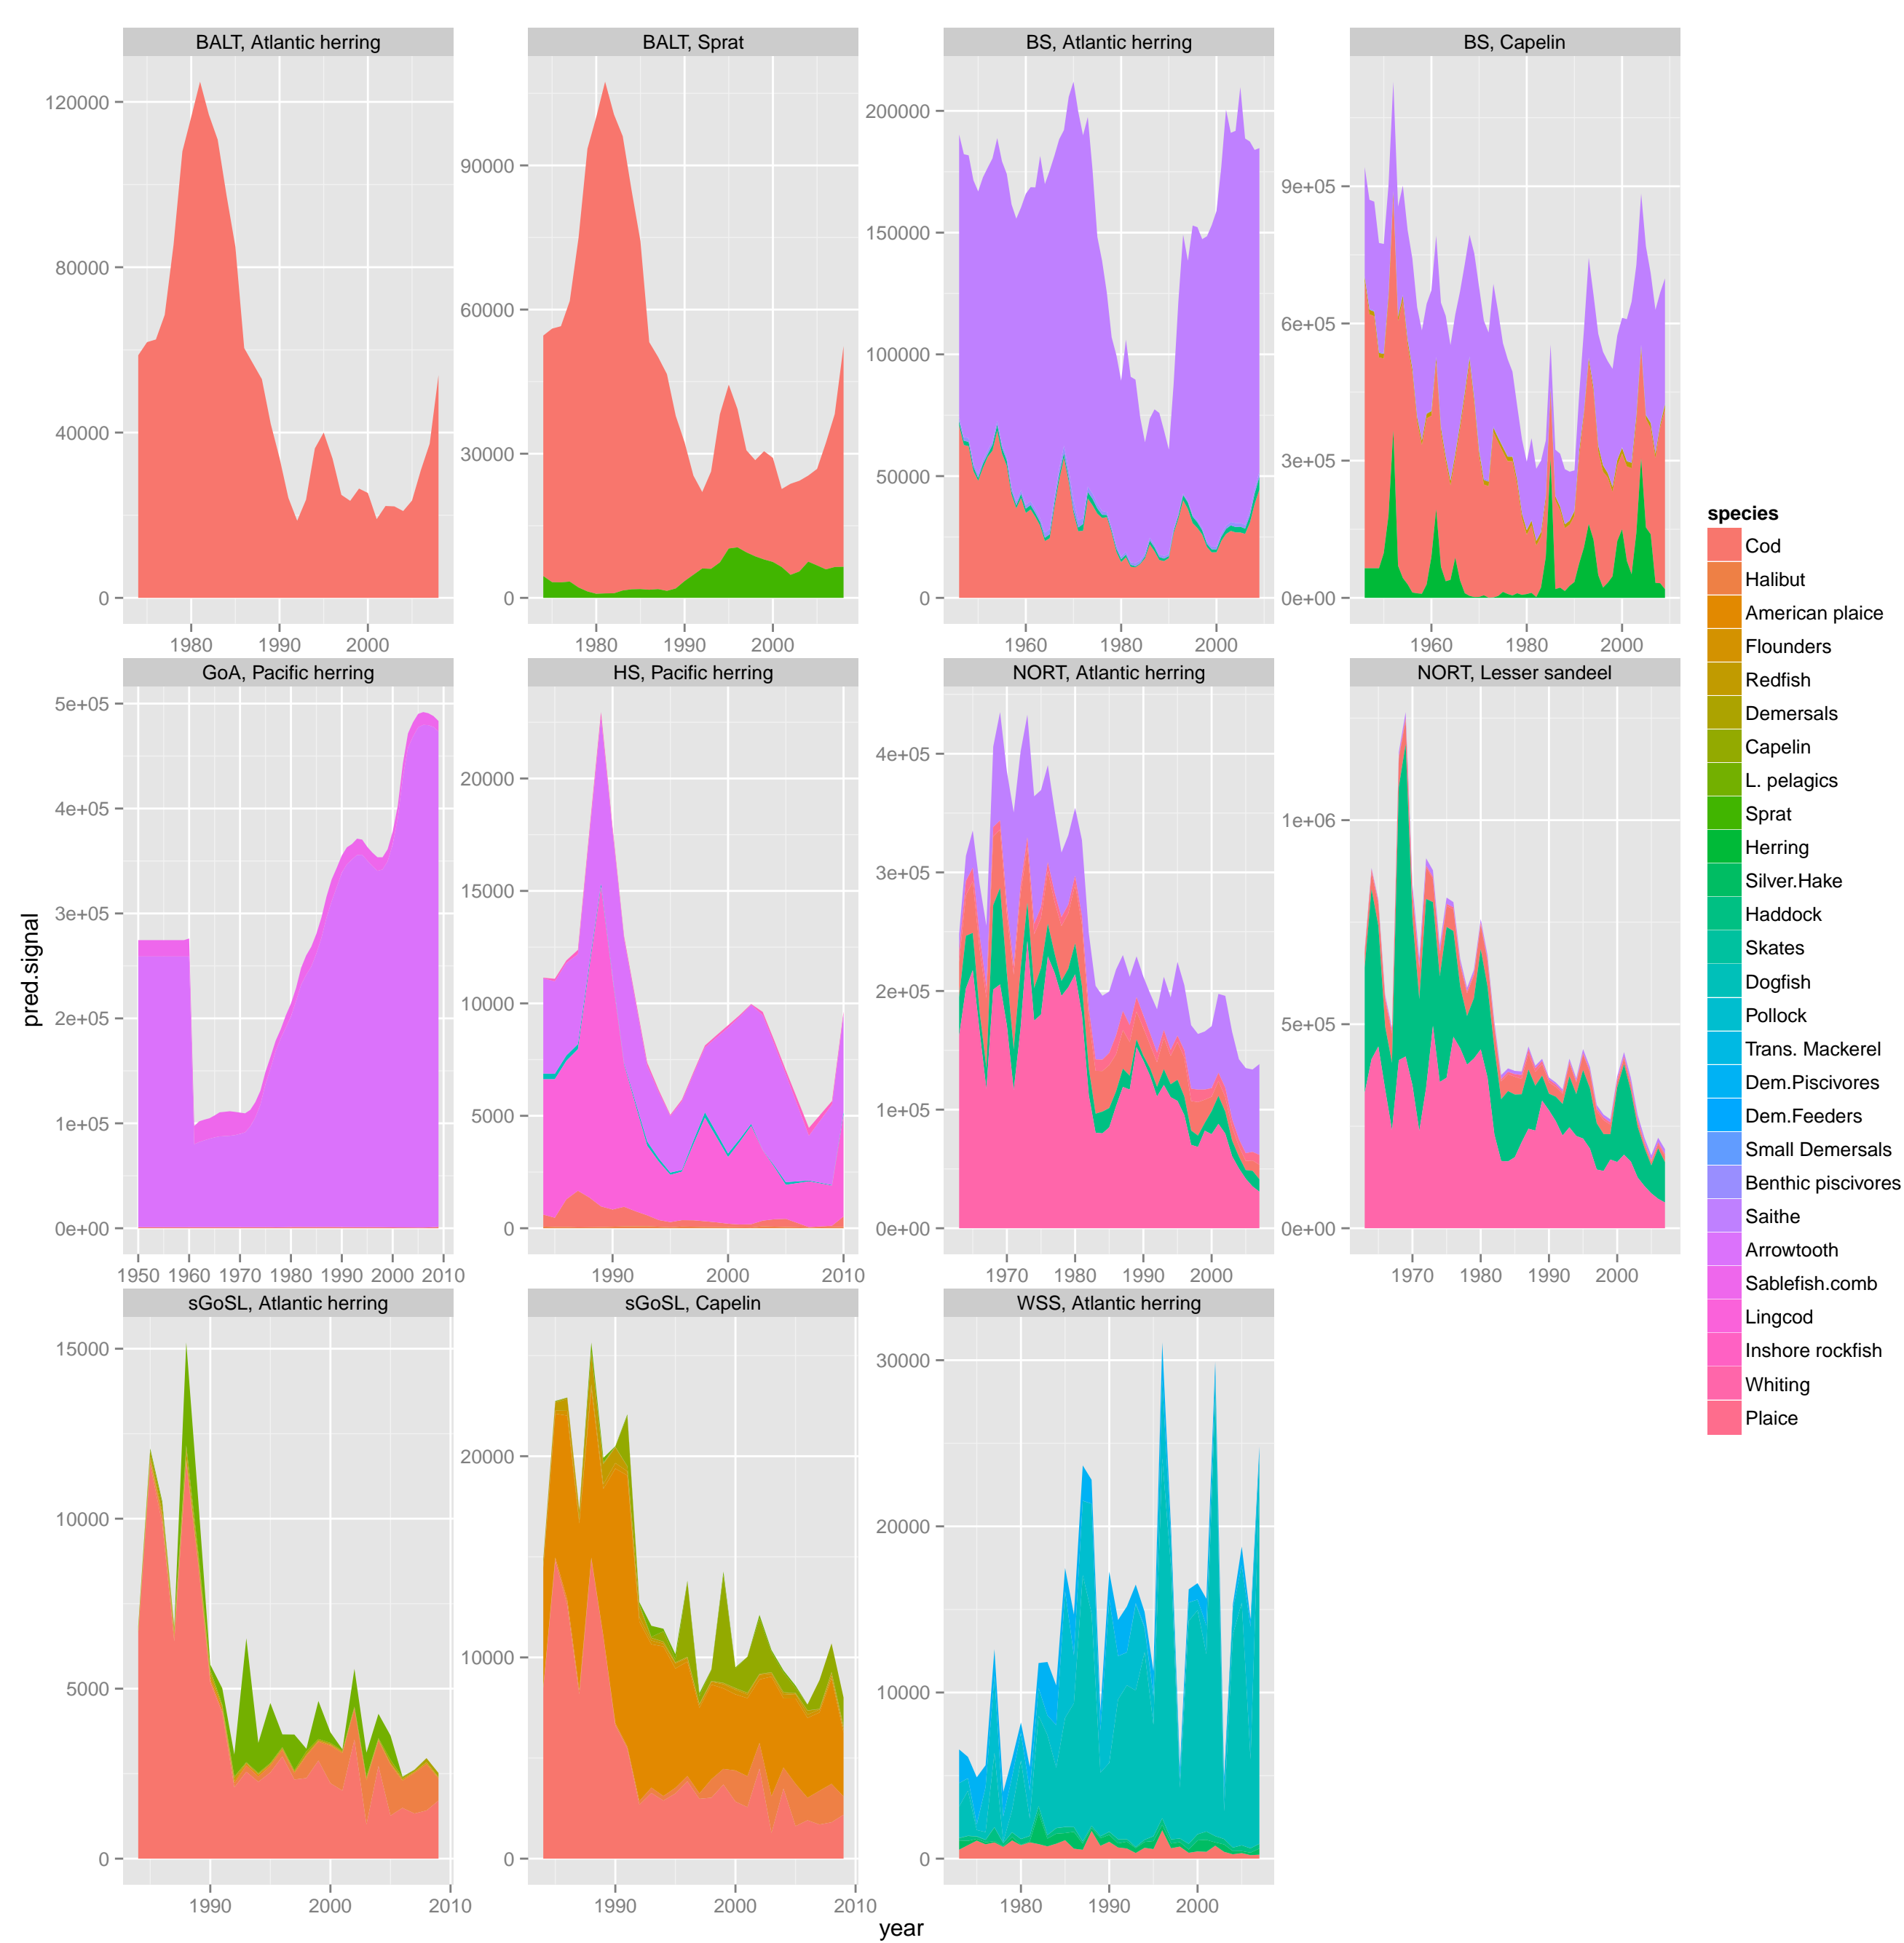 BALT, Atlantic herring
BALT, Sprat
BS, Atlantic herring
BS, Capelin
120000
80000
40000
0
90000
60000
30000
0
200000
150000
100000
50000
0
9e+05
6e+05
3e+05
0e+00
1980 1990 2000
1980 1990 2000
1960 1980 2000
1960 1980 2000
GoA, Pacific herring
HS, Pacific herring
NORT, Atlantic herring
NORT, Lesser sandeel
5e+05
4e+05
3e+05
2e+05
1e+05
0e+00
20000
15000
10000
5000
0
4e+05
3e+05
2e+05
1e+05
0e+00
1e+06
5e+05
0e+00
1950 1960 1970 1980 1990 2000 2010
1990 2000 2010
1970 1980 1990 2000
1970 1980 1990 2000
sGoSL, Atlantic herring
sGoSL, Capelin
WSS, Atlantic herring
15000
10000
5000
0
20000
10000
0
30000
20000
10000
0
1990 2000 2010
1990 2000 2010
1980 1990 2000
year
pred.signal
species
Cod
Halibut
American plaice
Flounders
Redfish
Demersals
Capelin
L. pelagics
Sprat
Herring
Silver.Hake
Haddock
Skates
Dogfish
Pollock
Trans. Mackerel
Dem.Piscivores
Dem.Feeders
Small Demersals
Benthic piscivores
Saithe
Arrowtooth
Sablefish.comb
Lingcod
Inshore rockfish
Whiting
Plaice